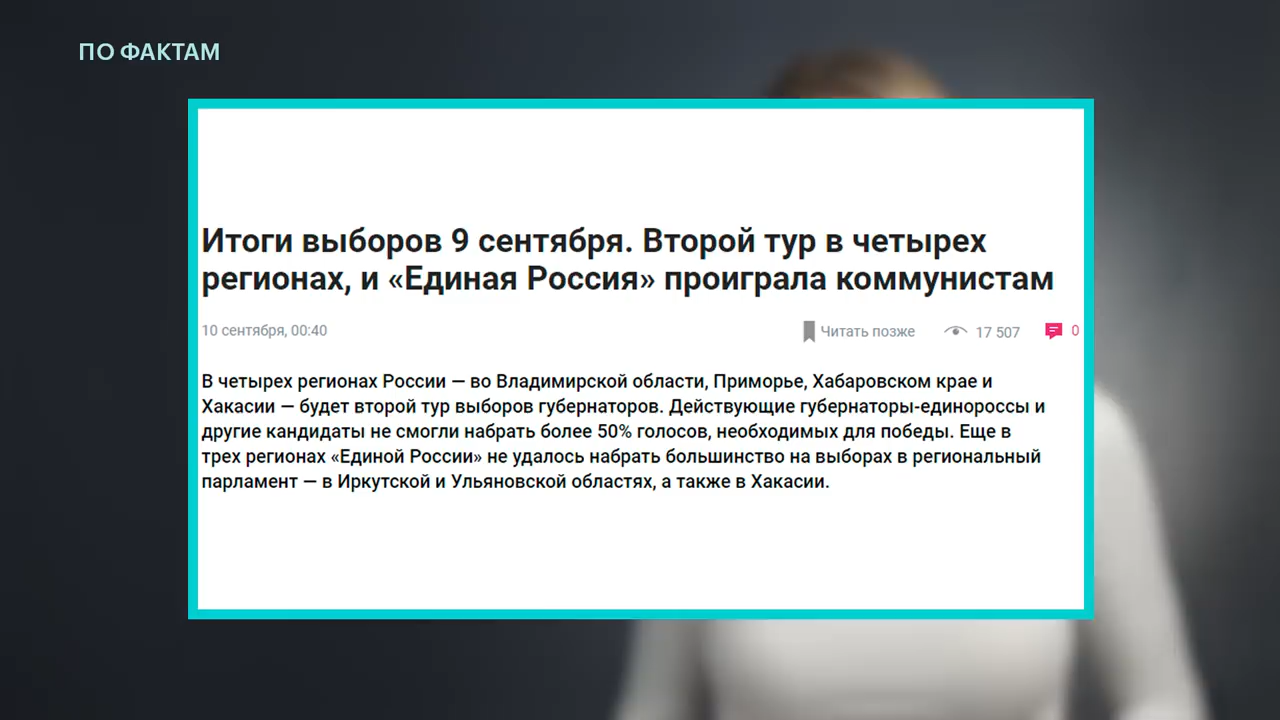 ПО ФАКТАМ
Итоги выборов 9 сентября. Второй тур в четырех
регионах, и «Единая Россия» проиграла коммунистам
10 сентября, 00:40
Читать позже
17 507
0
В четырех регионах России — во Владимирской области, Приморье, Хабаровском крае и
Хакасии — будет второй тур выборов губернаторов. Действующие губернаторы-единороссы и
другие кандидаты не смогли набрать более 50% голосов, необходимых для победы. Еще в
трех регионах «Единой России» не удалось набрать большинство на выборах в региональный
парламент — в Иркутской и Ульяновской областях, а также в Хакасии.